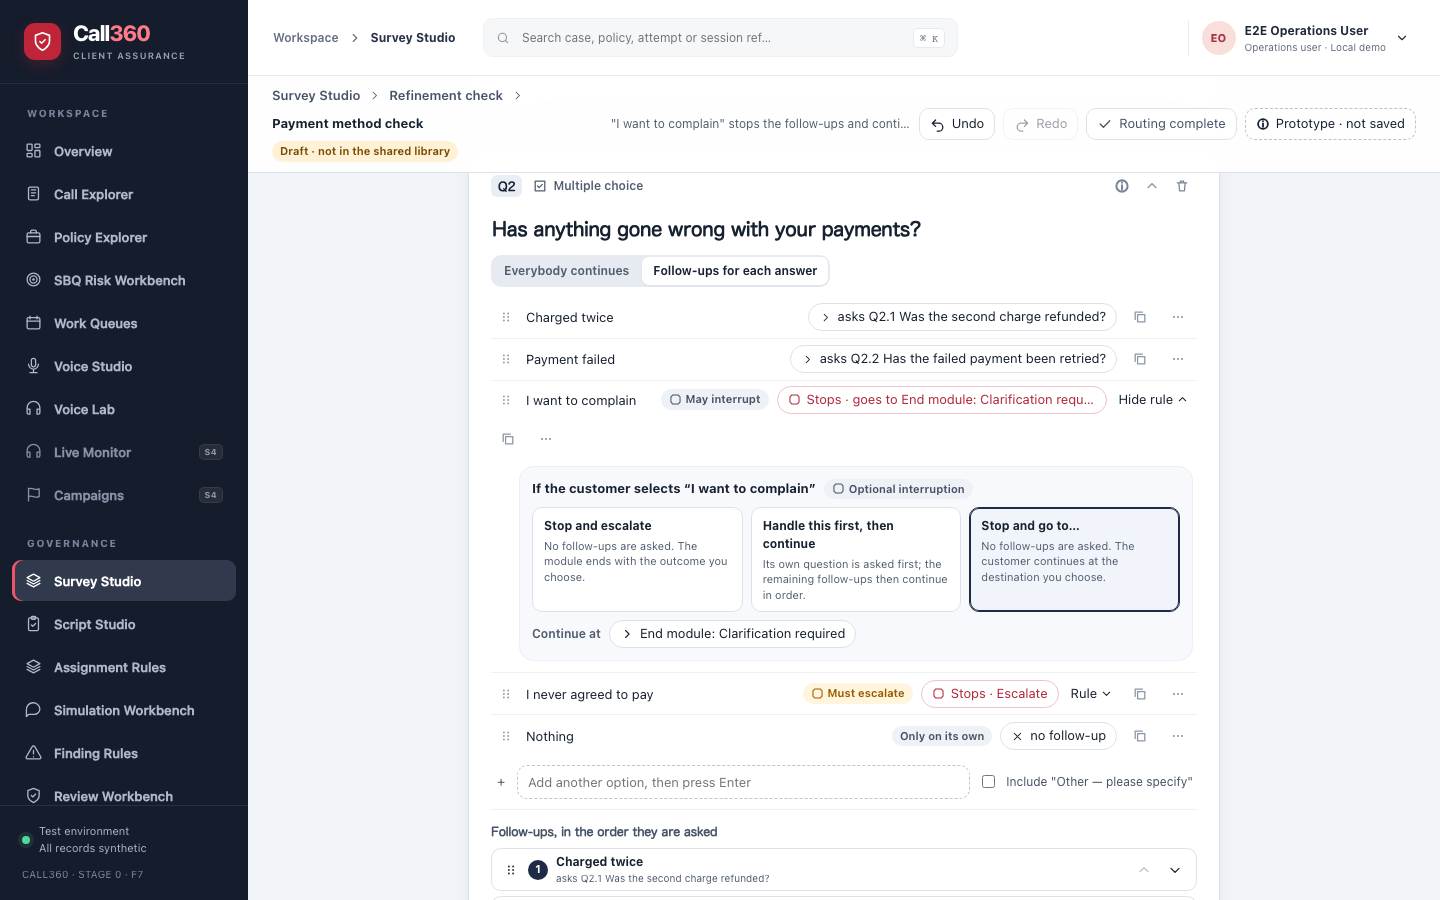 Call360
CLIENT ASSURANCE
WORKSPACE
Overview
Call Explorer
Policy Explorer
SBQ Risk Workbench
Work Queues
Voice Studio
Voice Lab
Live Monitor S4
Campaigns S4
GOVERNANCE
Survey Studio
Script Studio
Assignment Rules
Simulation Workbench
Finding Rules
Review Workbench
Test environment
All records synthetic
CALL360 · STAGE 0 · F7
Workspace > Survey Studio
Search case, policy, attempt or session ref...
⌘ K
EO
E2E Operations User
Operations user · Local demo
Survey Studio > Refinement check >
Payment method check
Draft · not in the shared library
"I want to complain" stops the follow-ups and conti...
Undo
Redo
Routing complete
Prototype · not saved
Q2 Multiple choice
Has anything gone wrong with your payments?
Everybody continues Follow-ups for each answer
Charged twice asks Q2.1 Was the second charge refunded?
Payment failed asks Q2.2 Has the failed payment been retried?
I want to complain May interrupt Stops · goes to End module: Clarification requ... Hide rule
If the customer selects “I want to complain” Optional interruption
Stop and escalate
No follow-ups are asked. The
module ends with the outcome you
choose.
Handle this first, then
continue
Its own question is asked first; the
remaining follow-ups then continue
in order.
Stop and go to...
No follow-ups are asked. The
customer continues at the
destination you choose.
Continue at End module: Clarification required
I never agreed to pay Must escalate Stops · Escalate Rule
Nothing Only on its own no follow-up
+ Add another option, then press Enter Include "Other — please specify"
Follow-ups, in the order they are asked
1 Charged twice
asks Q2.1 Was the second charge refunded?